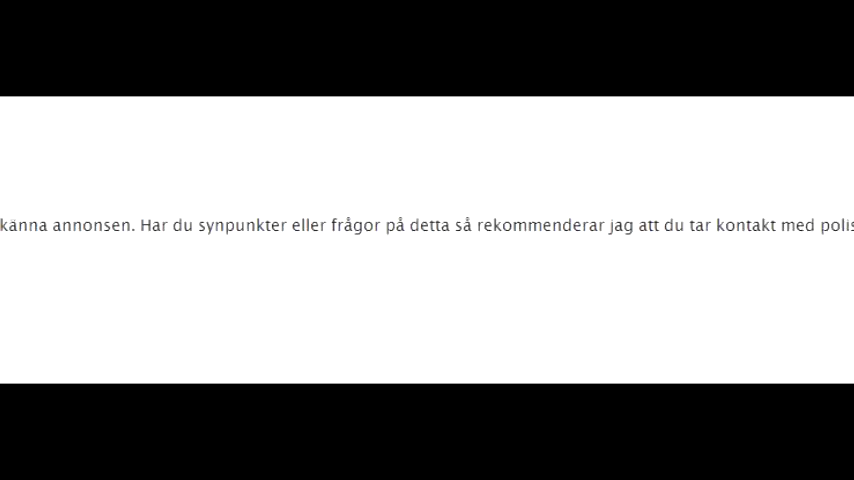 känna annonsen. Har du synpunkter eller frågor på detta så rekommenderar jag att du tar kontakt med polis